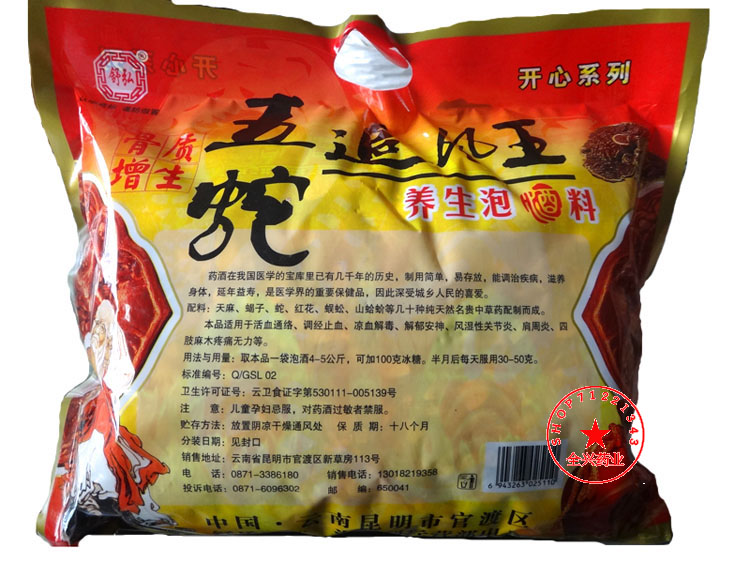 舒弘
开心系列
骨质
增生
五蛇
追风王
养生泡酒料
药酒在我国医学的宝库里已有几千年的历史，制用简单，易存放，能调治疾病，滋养
身体，延年益寿，是医学界的重要保健品，因此深受城乡人民的喜爱。
配料：天麻、蝎子、蛇、红花、蜈蚣、山蛤蚧等几十种纯天然名贵中草药配制而成。
本品适用于活血通络、调经止血、凉血解毒、解郁安神、风湿性关节炎、肩周炎、四
肢麻木疼痛无力等。
用法与用量：取本品一袋泡酒4-5公斤，可加100克冰糖。半月后每天服用30-50克。
标准编号：Q/GSL 02
卫生许可证号：云卫食证字第530111-005139号
注　　意：儿童孕妇忌服，对药酒过敏者禁服。
贮存方法：放置阴凉干燥通风处　保质期：十八个月
分装日期：见封口
销售地址：云南省昆明市官渡区新草房113号
电　　话：0871-3386180　销售电话：13018219358
投诉电话：0871-6096302　邮　　编：650041
6 943263 025110
SHOP71221343
全兴药业
中国·云南昆明市官渡区